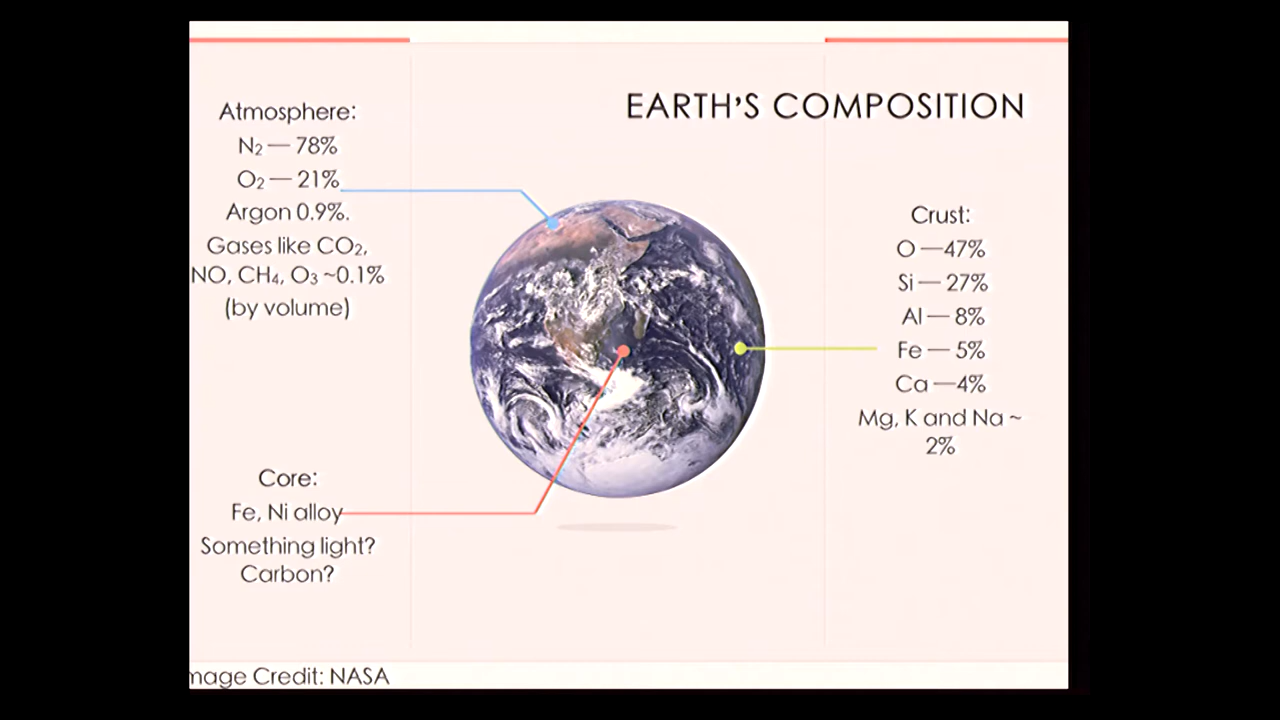 EARTH'S COMPOSITION
Atmosphere:
N₂ — 78%
O₂ — 21%
Argon 0.9%.
Gases like CO₂,
NO, CH₄, O₃ ~0.1%
(by volume)
Crust:
O —47%
Si — 27%
Al — 8%
Fe — 5%
Ca —4%
Mg, K and Na ~
2%
Core:
Fe, Ni alloy
Something light?
Carbon?
mage Credit: NASA